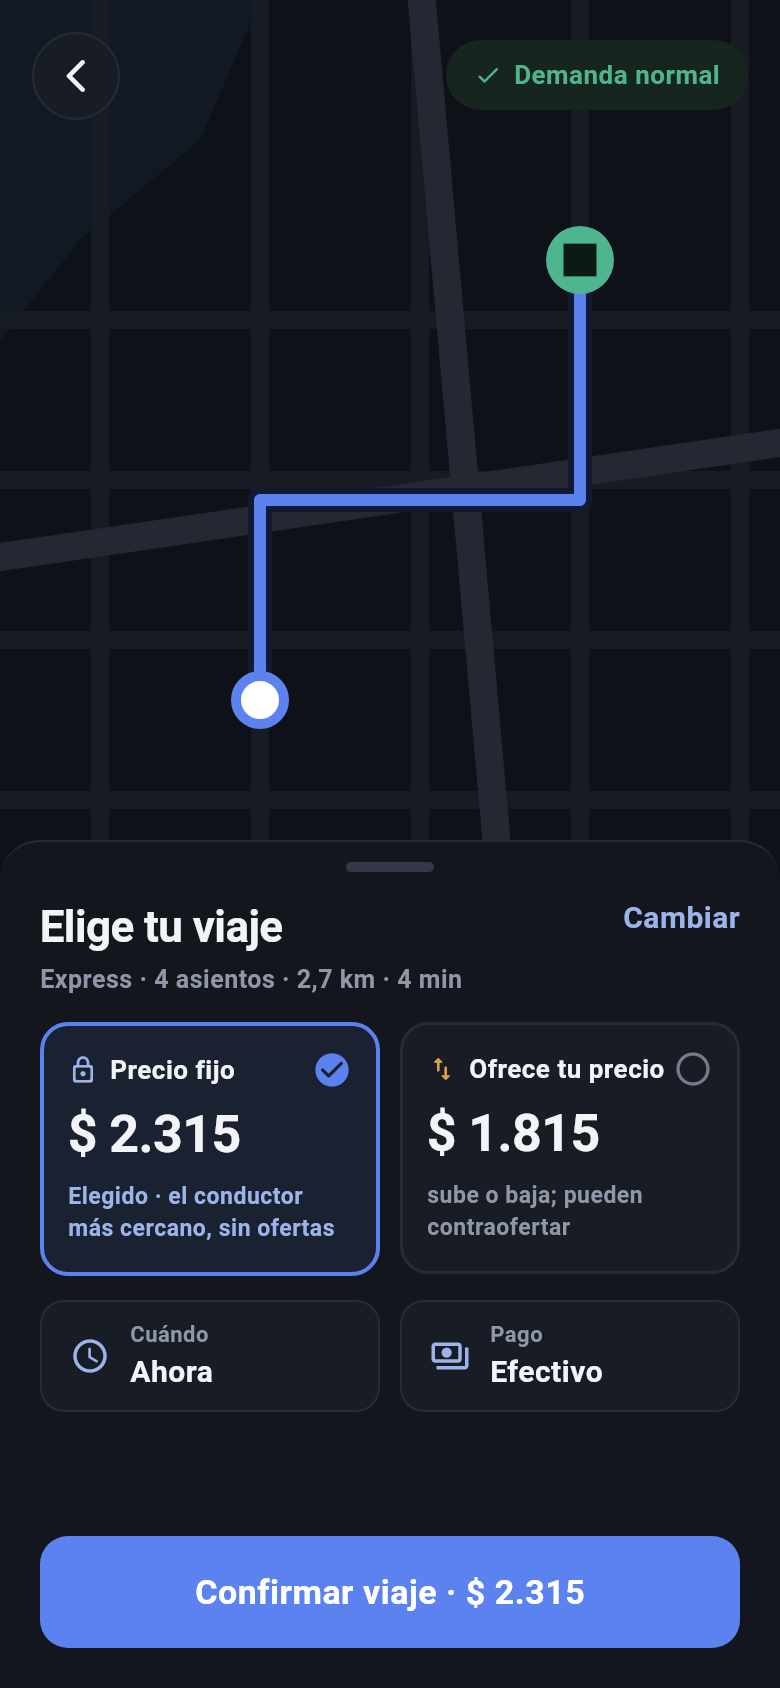 Demanda normal
Elige tu viaje
Cambiar
Express · 4 asientos · 2,7 km · 4 min
Precio fijo
$ 2.315
Elegido · el conductor
más cercano, sin ofertas
Ofrece tu precio
$ 1.815
sube o baja; pueden
contraofertar
Cuándo
Ahora
Pago
Efectivo
Confirmar viaje · $ 2.315